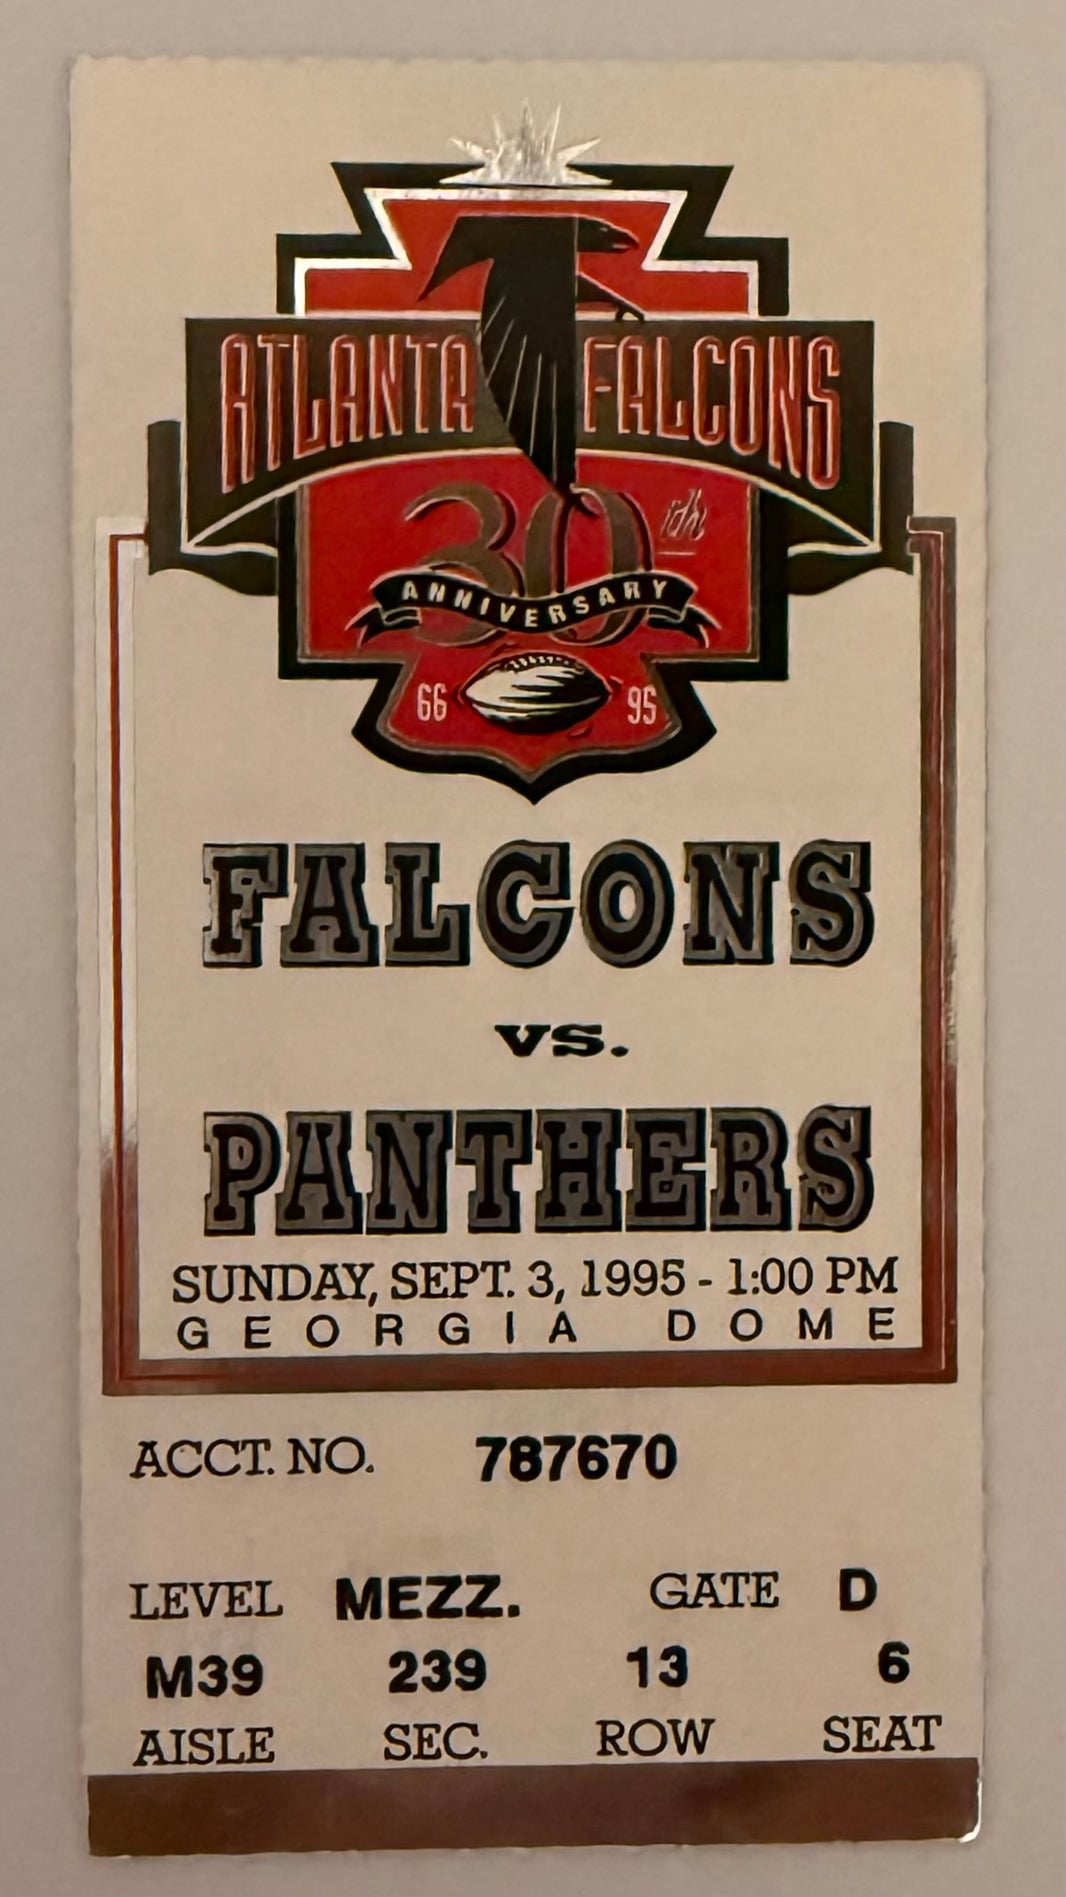 ATLANTA FALCONS
30th
ANNIVERSARY
66 95
FALCONS
vs.
PANTHERS
SUNDAY, SEPT. 3, 1995 - 1:00 PM
GEORGIA DOME
ACCT. NO. 787670
LEVEL MEZZ. GATE D
M39 239 13 6
AISLE SEC. ROW SEAT